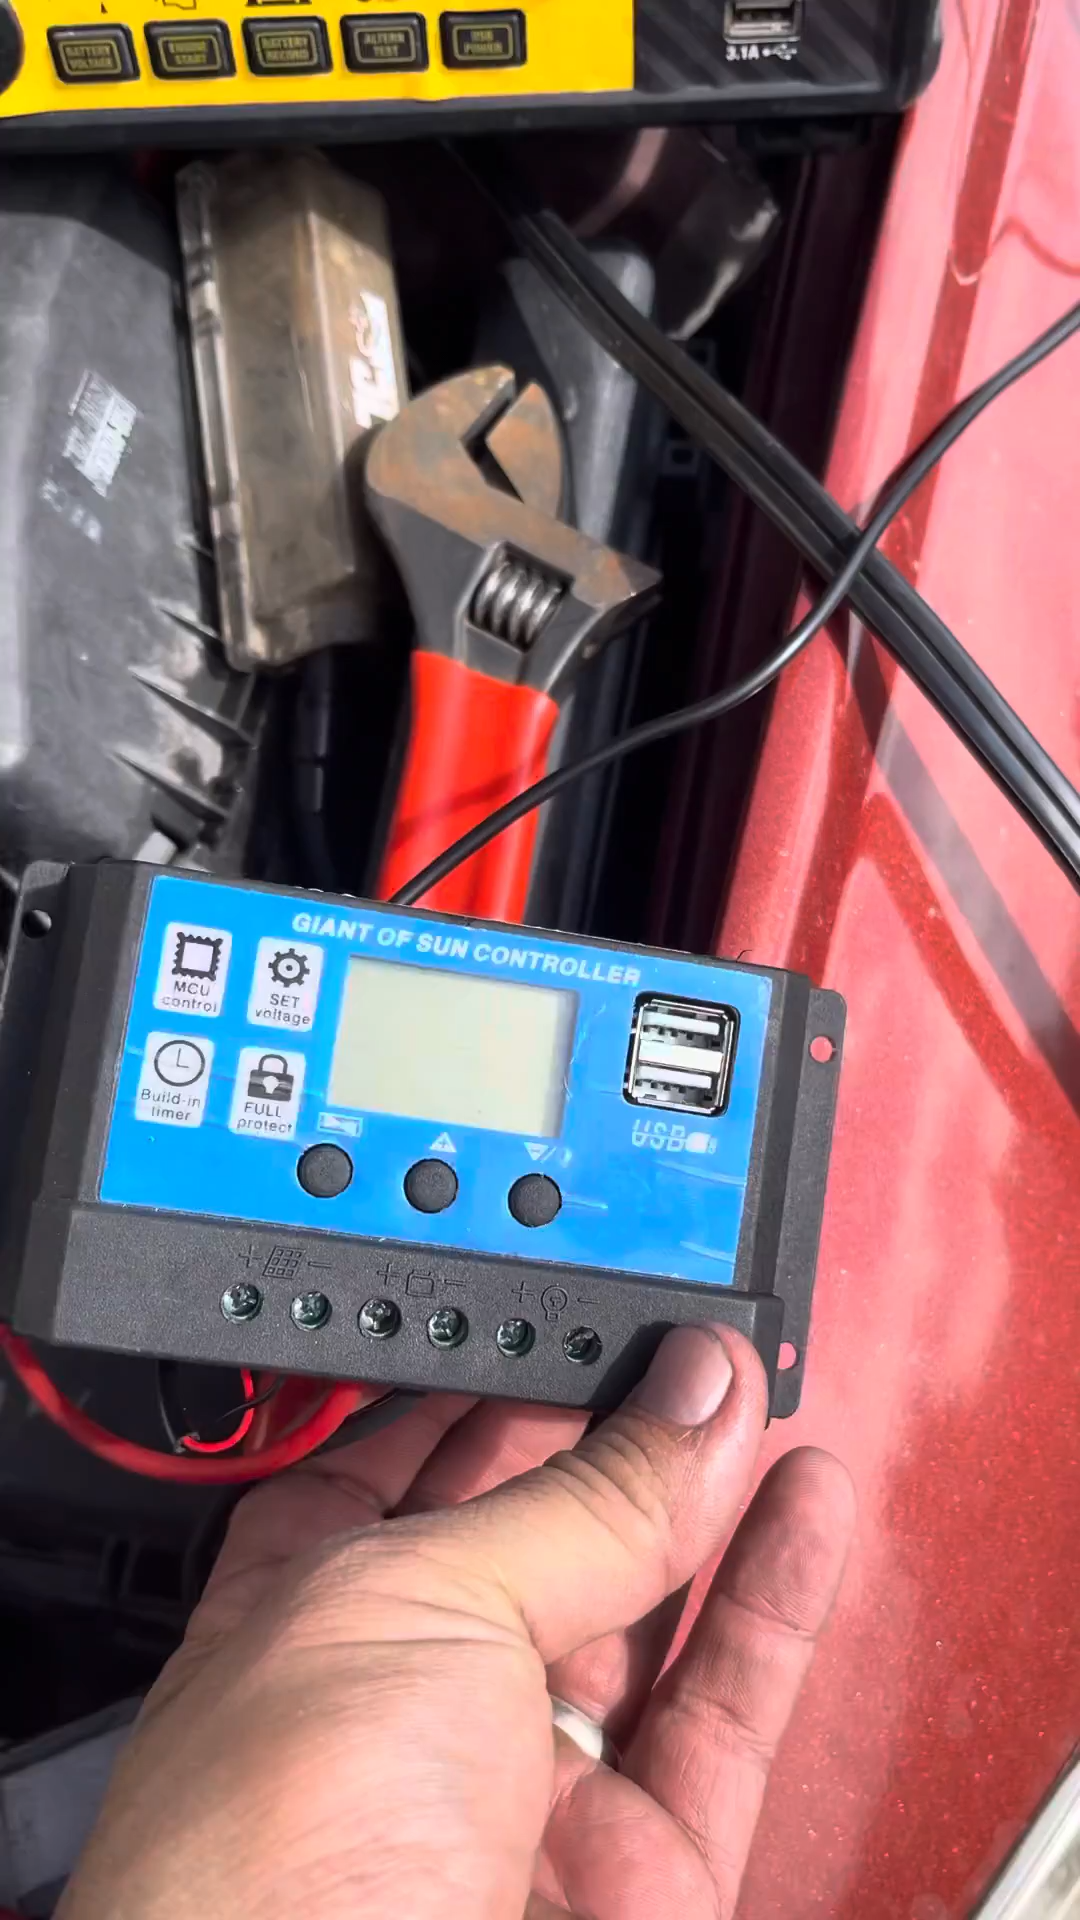 BATTERY
VOLTAGE
ENGINE
START
BATTERY
RECORD
ALTERN
TEST
USB
POWER
3.1A
GIANT OF SUN CONTROLLER
MCU
control
SET
voltage
Build-in
timer
FULL
protect
USB
+ -
+ -
+ -